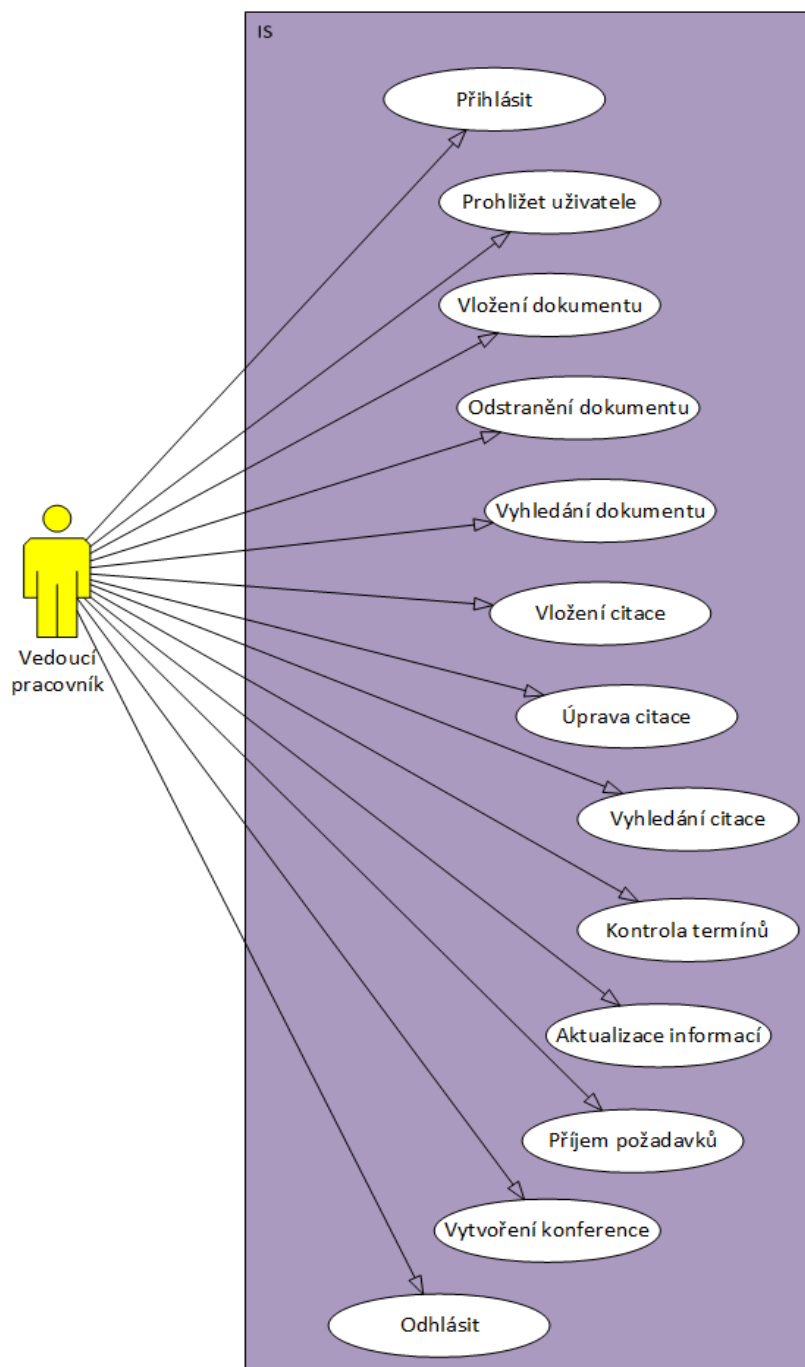 IS
Přihlásit
Prohližet uživatele
Vložení dokumentu
Odstranění dokumentu
Vyhledání dokumentu
Vložení citace
Vedoucí
pracovník
Úprava citace
Vyhledání citace
Kontrola termínů
Aktualizace informací
Příjem požadavků
Vytvoření konference
Odhlásit